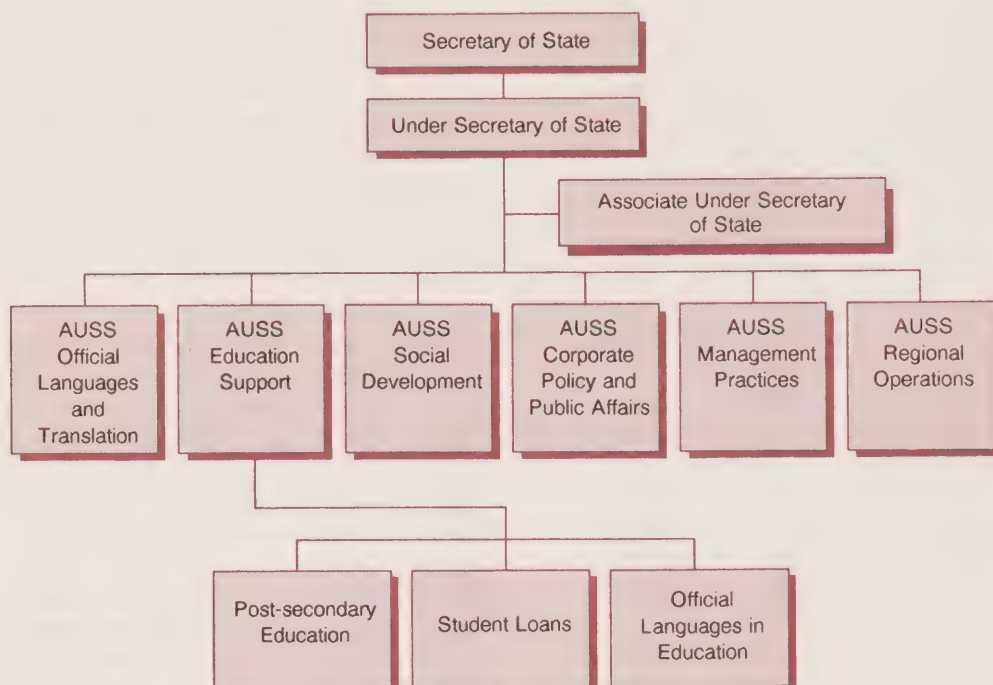 Secretary of State
Under Secretary of State
Associate Under Secretary
of State
AUSS
Official
Languages
and
Translation
AUSS
Education
Support
AUSS
Social
Development
AUSS
Corporate
Policy and
Public Affairs
AUSS
Management
Practices
AUSS
Regional
Operations
Post-secondary
Education
Student Loans
Official
Languages in
Education